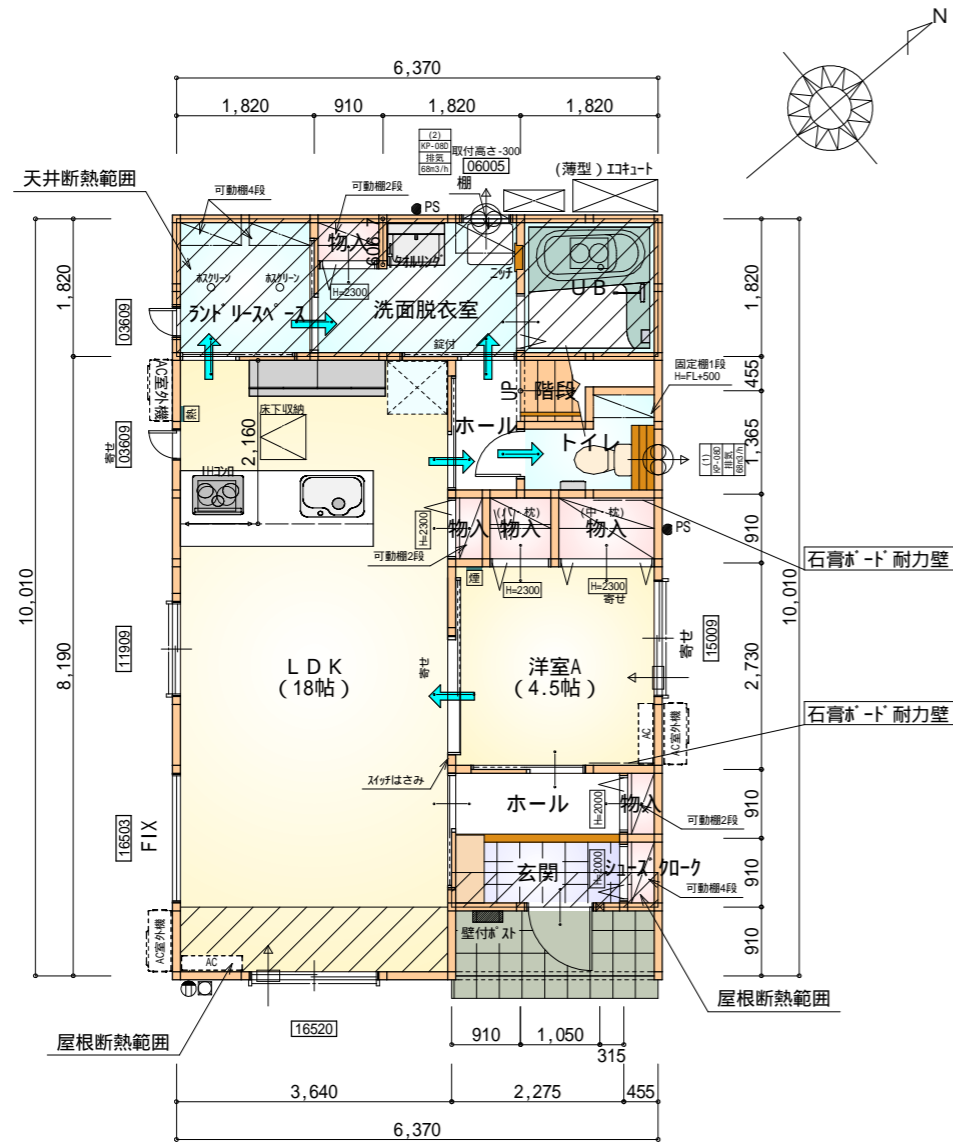 N
6,370
1,820
910
1,820
1,820
(2)
KP-08D
排気
68m3/h
取付高さ-300
06005
棚
(薄型)エコキュート
天井断熱範囲
可動棚4段
可動棚2段
PS
物入
タオルリング
ニッチ
UB
ホスクリーン
ホスクリーン
H=2300
ランドリースペース
洗面脱衣室
錠付
1,820
1,820
03609
AC室外機
床下収納
2,160
寄せ
03609
IHコンロ
UP
階段
ホール
トイレ
固定棚1段
H=FL+500
455
1,365
(1)
KP-08D
排気
68m3/h
物入
(パ・枕)
物入
(中・枕)
物入
PS
H=2300
可動棚2段
煙
H=2300
H=2300
寄せ
910
石膏ボード耐力壁
10,010
8,190
11909
LDK
(18帖)
寄せ
洋室A
(4.5帖)
寄せ
15009
2,730
10,010
AC
AC室外機
石膏ボード耐力壁
スイッチはさみ
ホール
H=2000
物入
可動棚2段
910
16503
FIX
玄関
H=2000
シューズクローク
可動棚4段
910
AC室外機
AC
壁付ポスト
910
屋根断熱範囲
屋根断熱範囲
16520
910
1,050
315
3,640
2,275
455
6,370